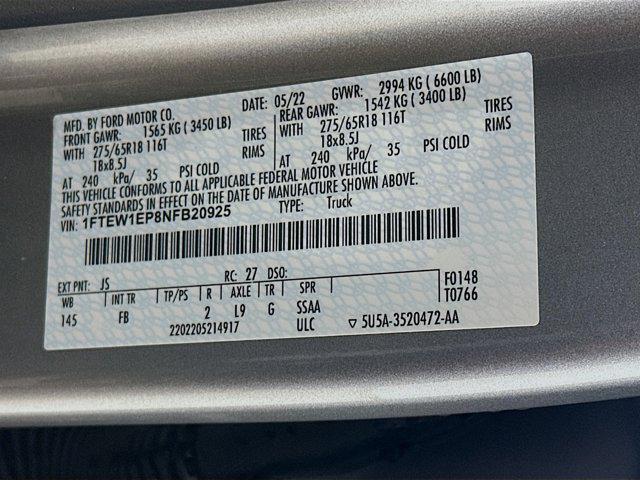 MFD. BY FORD MOTOR CO.
DATE: 05/22 GVWR: 2994 KG ( 6600 LB)
FRONT GAWR: 1565 KG ( 3450 LB) REAR GAWR: 1542 KG ( 3400 LB)
WITH 275/65R18 116T TIRES WITH 275/65R18 116T TIRES
18x8.5J RIMS 18x8.5J RIMS
AT 240 kPa/ 35 PSI COLD AT 240 kPa/ 35 PSI COLD
THIS VEHICLE CONFORMS TO ALL APPLICABLE FEDERAL MOTOR VEHICLE
SAFETY STANDARDS IN EFFECT ON THE DATE OF MANUFACTURE SHOWN ABOVE.
VIN: 1FTEW1EP8NFB20925 TYPE: Truck
EXT PNT: JS RC: 27 DSO:
WB INT TR TP/PS R AXLE TR SPR F0148
145 FB 2 L9 G SSAA T0766
2202205214917 ULC ▽ 5U5A-3520472-AA